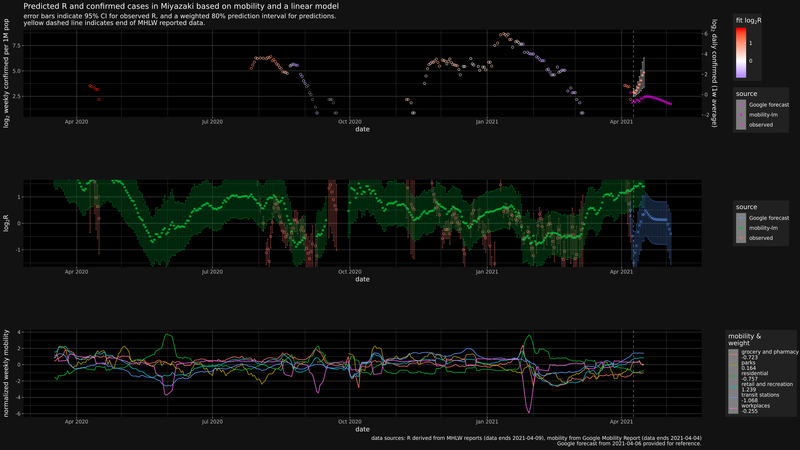 Predicted R and confirmed cases in Miyazaki based on mobility and a linear model
error bars indicate 95% CI for observed R, and a weighted 80% prediction interval for predictions.
yellow dashed line indicates end of MHLW reported data.
log₂ weekly confirmed per 1M pop
7.5
5.0
2.5
log₂ daily confirmed (1w average)
6
4
2
0
-2
Apr 2020
Jul 2020
Oct 2020
Jan 2021
Apr 2021
date
fit log₂R
1
0
source
Google forecast
mobility-lm
observed
log₂R
1
0
-1
Apr 2020
Jul 2020
Oct 2020
Jan 2021
Apr 2021
date
source
Google forecast
mobility-lm
observed
normalized weekly mobility
4
2
0
-2
-4
-6
Apr 2020
Jul 2020
Oct 2020
Jan 2021
Apr 2021
date
mobility &
weight
grocery and pharmacy
-0.723
parks
0.164
residential
-0.757
retail and recreation
1.239
transit stations
-1.068
workplaces
-0.255
data sources: R derived from MHLW reports (data ends 2021-04-09), mobility from Google Mobility Report (data ends 2021-04-04)
Google forecast from 2021-04-06 provided for reference.